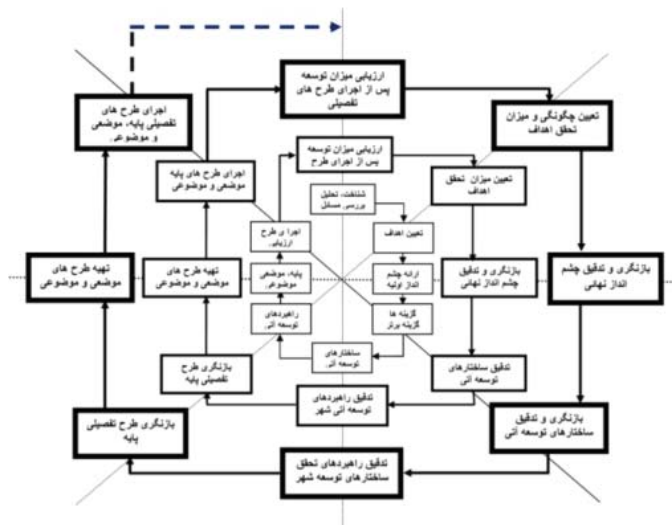 ارزیابی میزان توسعه
پس از اجرای طرح های
تفصیلی
اجرای طرح های
تفصیلی پایه، موضعی
و موضوعی.
تعیین چگونگی و میزان
تحقق اهداف
ارزیابی میزان توسعه
پس از اجرای طرح
اجرای طرح های پایه
موضعی و موضوعی
تعیین میزان تحقق
اهداف
شناخت، تحلیل
بررسی مسائل
اجرا ی طرح
ارزیابی.
تعیین اهداف
تهیه طرح های
موضعی و موضوعی
تهیه طرح های
موضعی و موضوعی
پایه، موضعی
موضوعی.
ارائه چشم
انداز اولیه
بازنگری و تدقیق
چشم انداز نهائی
بازنگری و تدقیق چشم
انداز نهائی
راهبردهای
توسعه آتی.
گزینه ها
گزینه برتر
ساختارهای
توسعه آتی.
بازنگری طرح
تفصیلی پایه
تدقیق ساختارهای
توسعه آتی
تدقیق راهبردهای
توسعه آتی شهر
بازنگری طرح تفصیلی
پایه
بازنگری و تدقیق
ساختارهای توسعه آتی
تدقیق راهبردهای تحقق
ساختارهای توسعه شهر